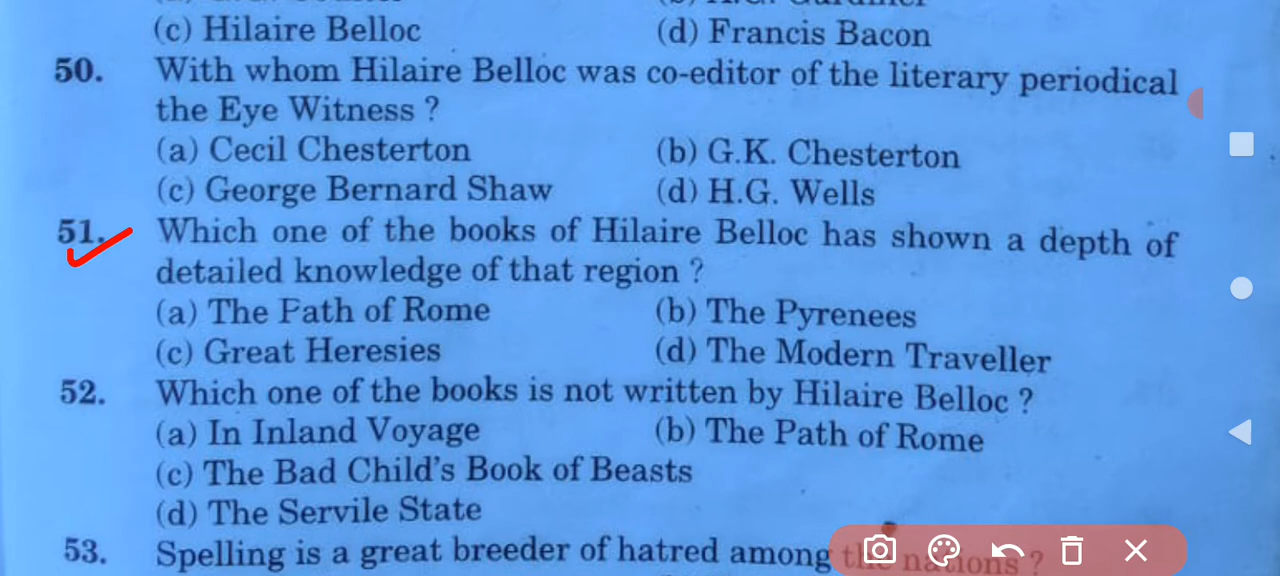 (c) Hilaire Belloc (d) Francis Bacon
50. With whom Hilaire Belloc was co-editor of the literary periodical
the Eye Witness ?
(a) Cecil Chesterton (b) G.K. Chesterton
(c) George Bernard Shaw (d) H.G. Wells
51. Which one of the books of Hilaire Belloc has shown a depth of
detailed knowledge of that region ?
(a) The Path of Rome (b) The Pyrenees
(c) Great Heresies (d) The Modern Traveller
52. Which one of the books is not written by Hilaire Belloc ?
(a) In Inland Voyage (b) The Path of Rome
(c) The Bad Child's Book of Beasts
(d) The Servile State
53. Spelling is a great breeder of hatred among the nations ?